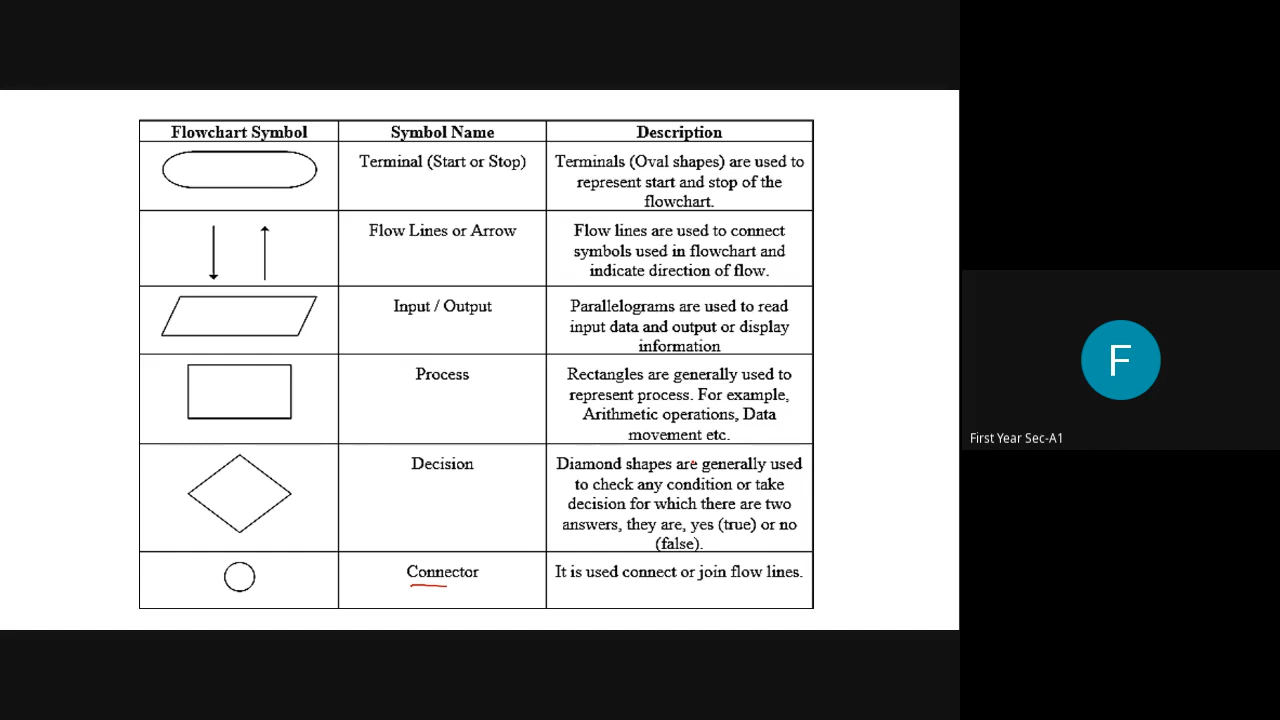 Flowchart Symbol Symbol Name Description
Terminal (Start or Stop)
Terminals (Oval shapes) are used to
represent start and stop of the
flowchart.
Flow Lines or Arrow
Flow lines are used to connect
symbols used in flowchart and
indicate direction of flow.
Input / Output
Parallelograms are used to read
input data and output or display
information
Process
Rectangles are generally used to
represent process. For example,
Arithmetic operations, Data
movement etc.
Decision
Diamond shapes are generally used
to check any condition or take
decision for which there are two
answers, they are, yes (true) or no
(false).
Connector
It is used connect or join flow lines.
F
First Year Sec-A1